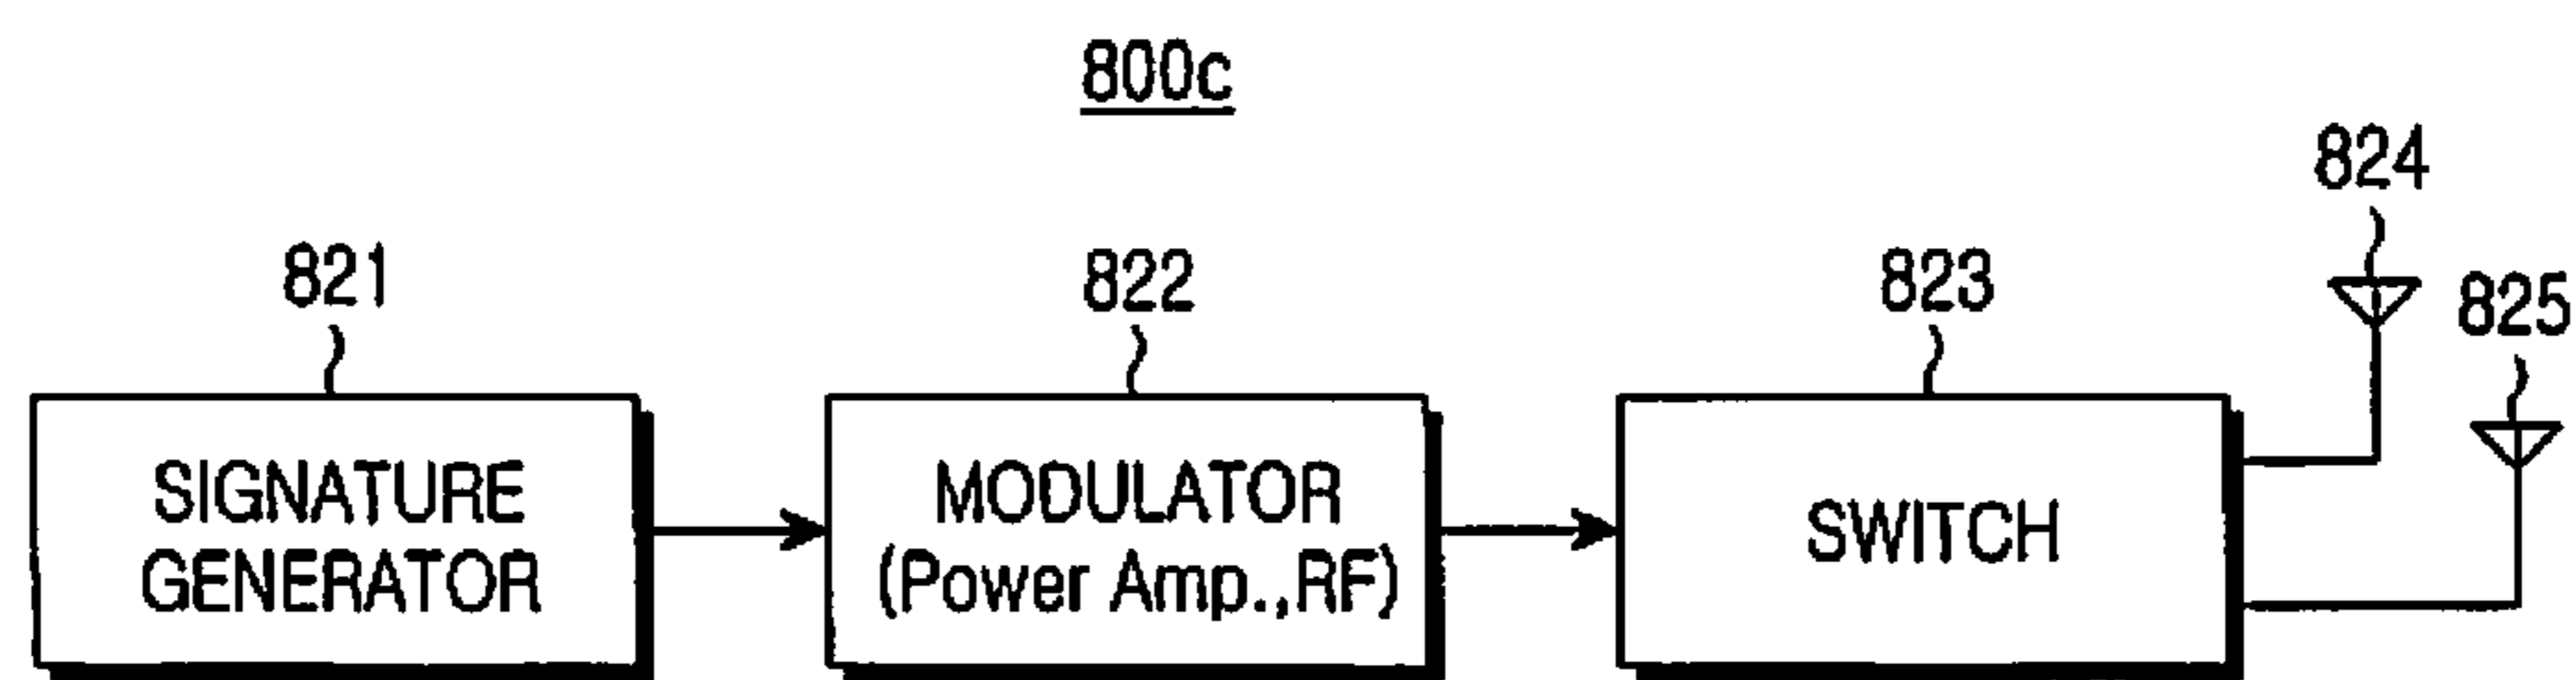 800c
824
821
822
823
825
SIGNATURE
GENERATOR
MODULATOR
(Power Amp.,RF)
SWITCH